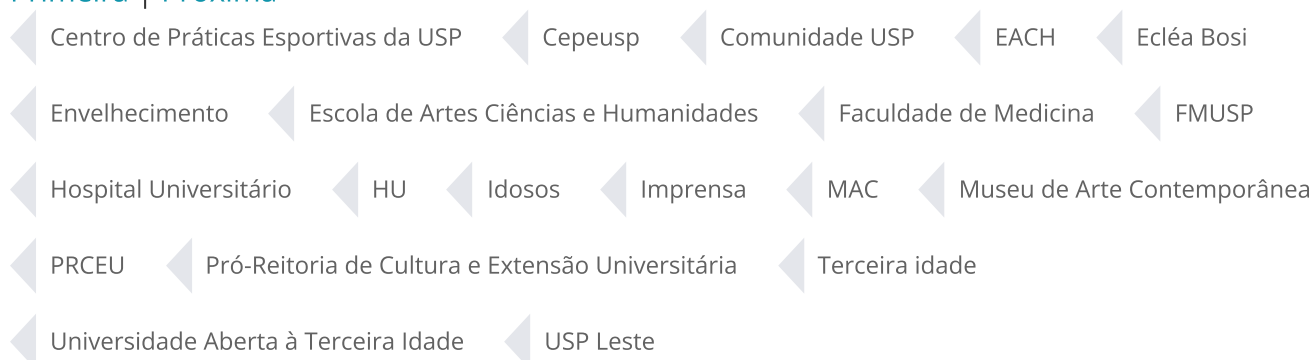 Primeira | Próxima
Centro de Práticas Esportivas da USP Cepeusp Comunidade USP EACH Ecléa Bosi
Envelhecimento Escola de Artes Ciências e Humanidades Faculdade de Medicina FMUSP
Hospital Universitário HU Idosos Imprensa MAC Museu de Arte Contemporânea
PRCEU Pró-Reitoria de Cultura e Extensão Universitária Terceira idade
Universidade Aberta à Terceira Idade USP Leste